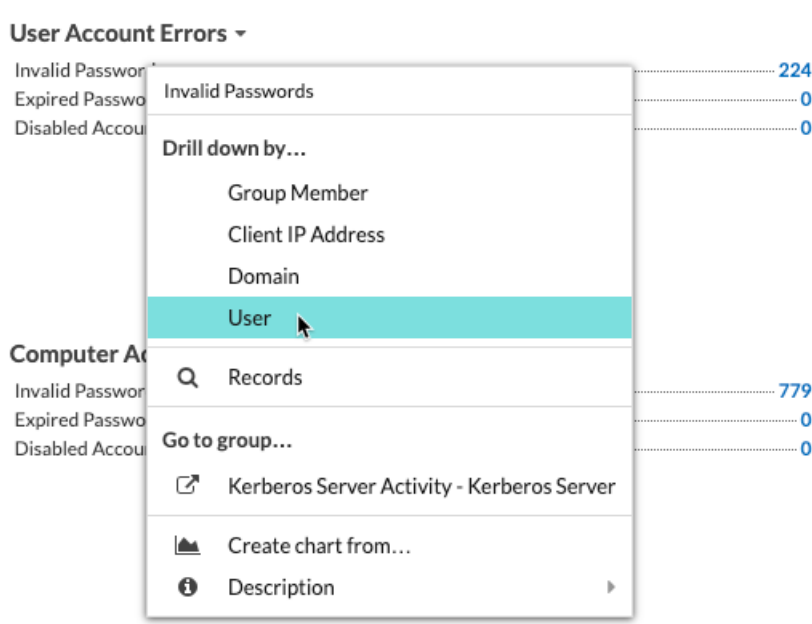 User Account Errors
Invalid Passwor 224
Expired Passwo 0
Disabled Accou 0
Invalid Passwords
Drill down by...
Group Member
Client IP Address
Domain
User
Computer Ac
Records
Invalid Passwor 779
Expired Passwo 0
Disabled Accou 0
Go to group...
Kerberos Server Activity - Kerberos Server
Create chart from...
Description